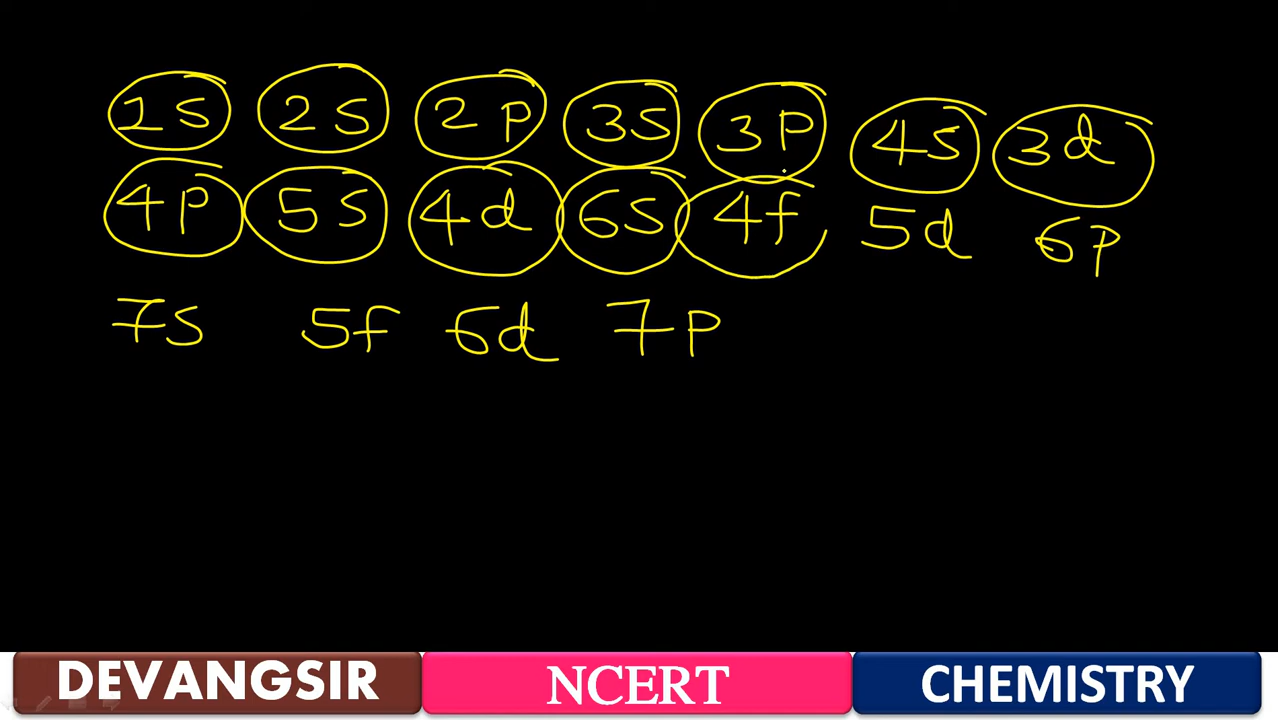 1s 2s 2p 3s 3p 4s 3d
4p 5s 4d 6s 4f 5d 6p
7s 5f 6d 7p
DEVANGSIR NCERT CHEMISTRY